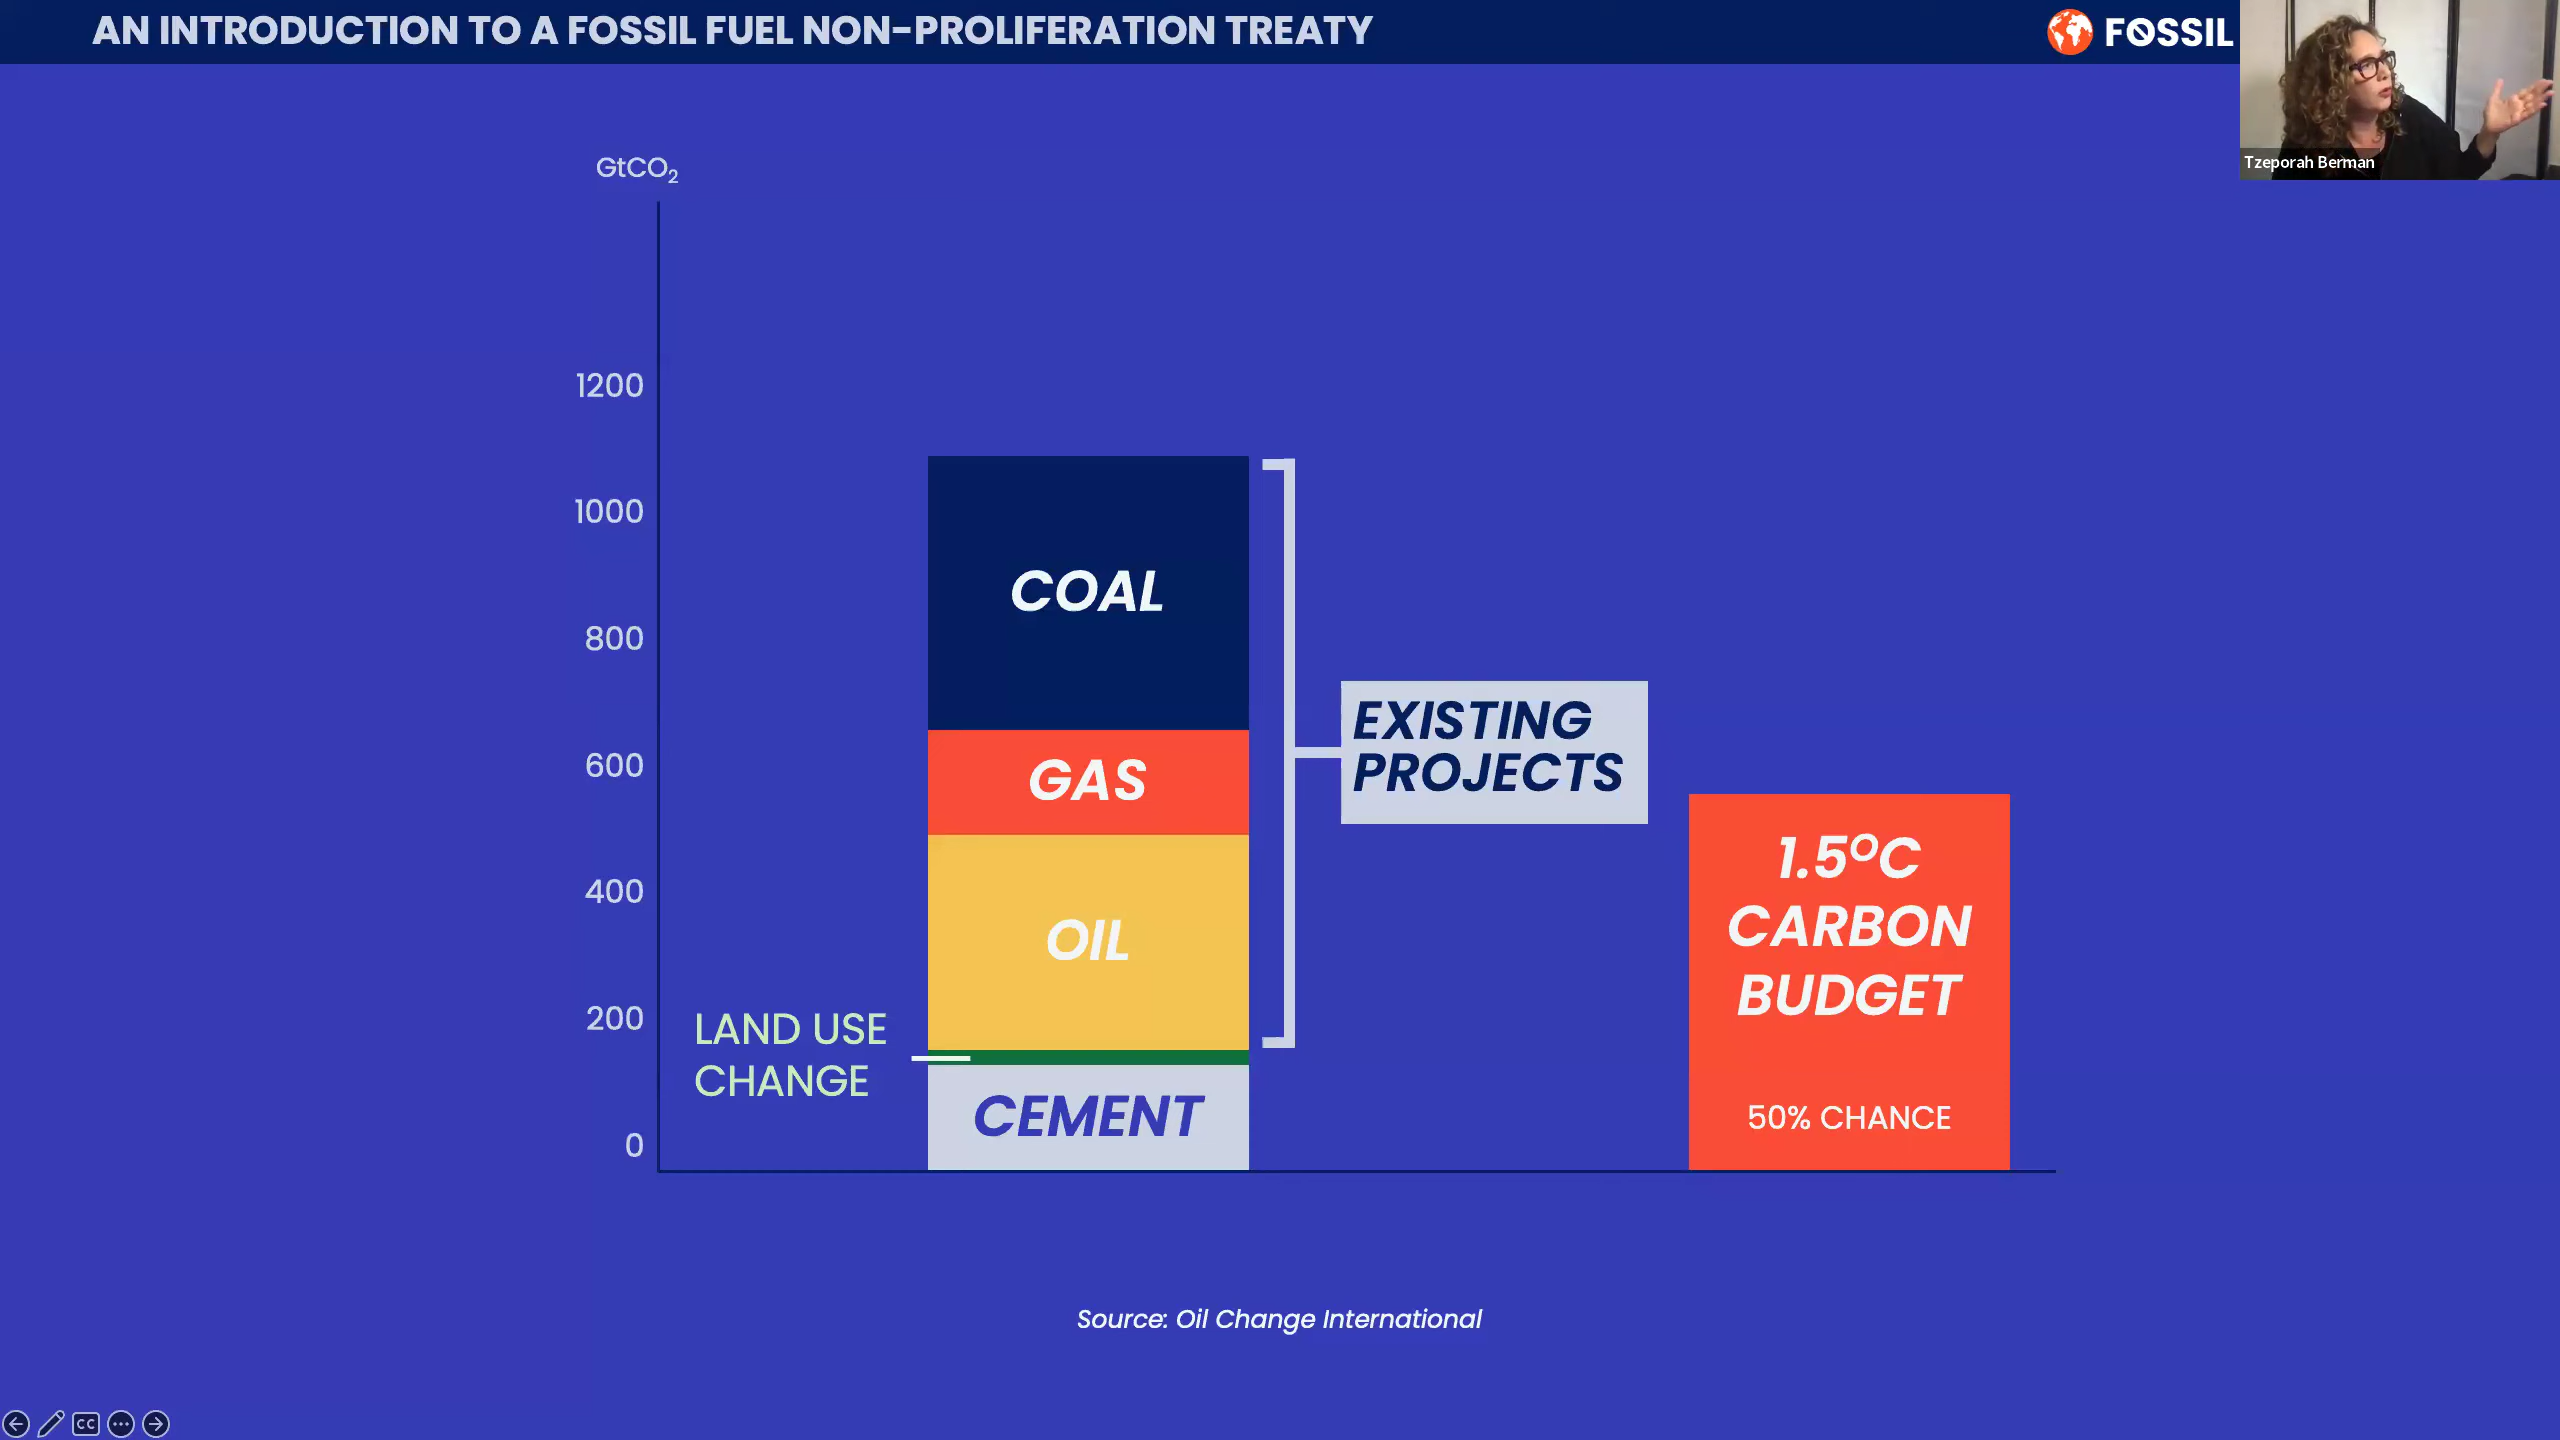 AN INTRODUCTION TO A FOSSIL FUEL NON-PROLIFERATION TREATY
FOSSIL
Tzeporah Berman
GtCO₂
1200
1000
800
600
400
200
0
COAL
GAS
OIL
CEMENT
LAND USE
CHANGE
EXISTING
PROJECTS
1.5°C
CARBON
BUDGET
50% CHANCE
Source: Oil Change International
CC